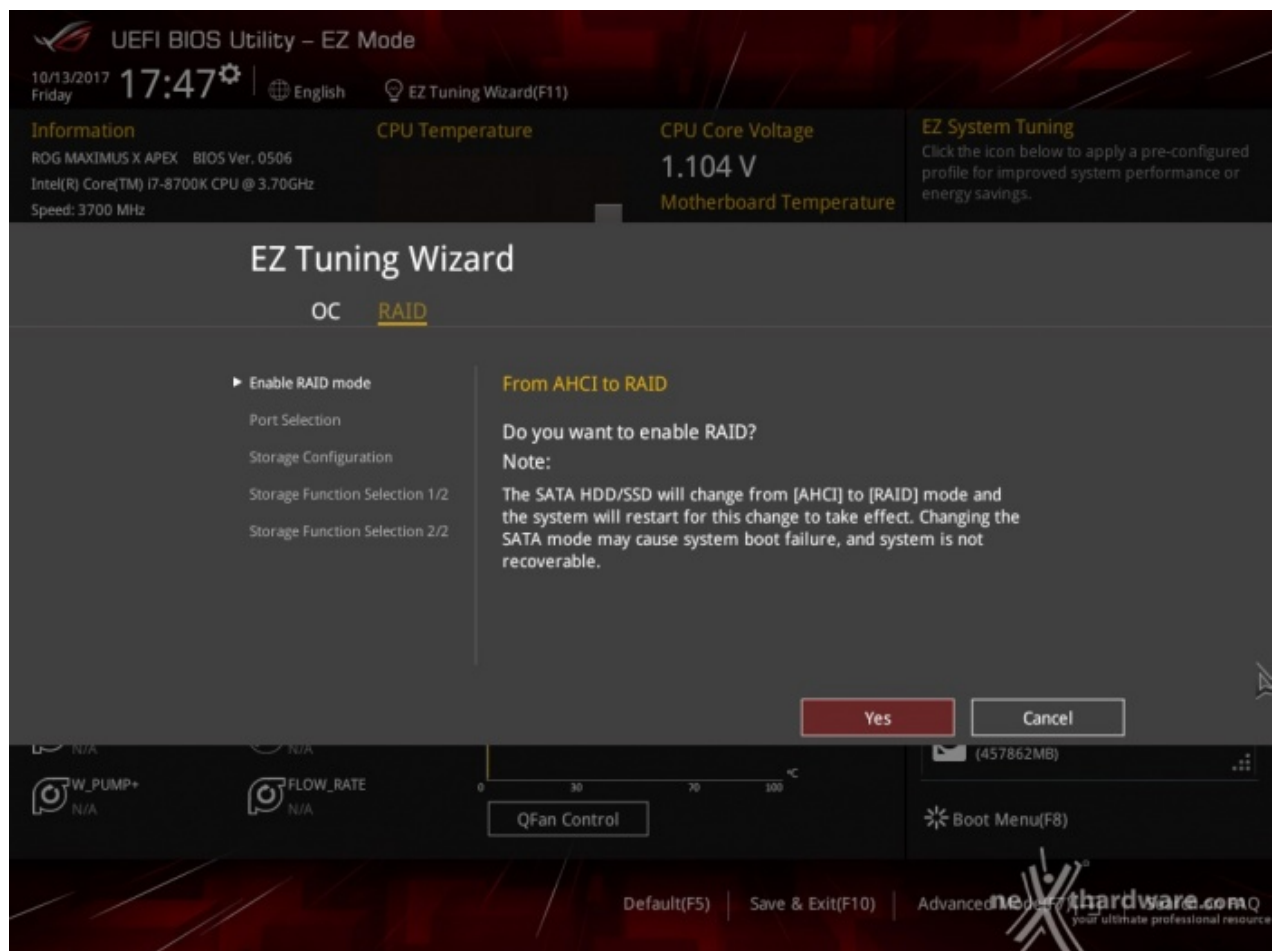 UEFI BIOS Utility – EZ Mode
10/13/2017
Friday
17:47
English
EZ Tuning Wizard(F11)
Information
ROG MAXIMUS X APEX BIOS Ver. 0506
Intel(R) Core(TM) i7-8700K CPU @ 3.70GHz
Speed: 3700 MHz
CPU Temperature
CPU Core Voltage
1.104 V
Motherboard Temperature
EZ System Tuning
Click the icon below to apply a pre-configured
profile for improved system performance or
energy savings.
EZ Tuning Wizard
OC RAID
Enable RAID mode
Port Selection
Storage Configuration
Storage Function Selection 1/2
Storage Function Selection 2/2
From AHCI to RAID
Do you want to enable RAID?
Note:
The SATA HDD/SSD will change from [AHCI] to [RAID] mode and
the system will restart for this change to take effect. Changing the
SATA mode may cause system boot failure, and system is not
recoverable.
Yes
Cancel
N/A
N/A
W_PUMP+
N/A
FLOW_RATE
N/A
0 30 70 100
°C
QFan Control
(457862MB)
Boot Menu(F8)
Default(F5)
Save & Exit(F10)
Advanced
FAQ
nexthardware.com
your ultimate professional resource